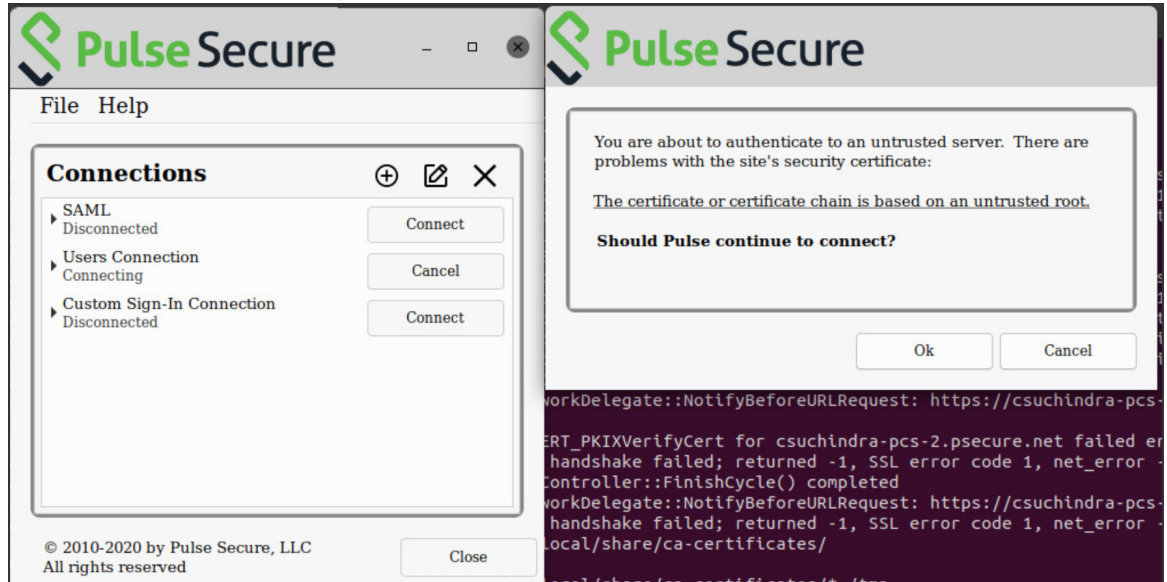 Pulse Secure
File Help
Connections
SAML
Disconnected
Connect
Users Connection
Connecting
Cancel
Custom Sign-In Connection
Disconnected
Connect
© 2010-2020 by Pulse Secure, LLC
All rights reserved
Close
Pulse Secure
You are about to authenticate to an untrusted server. There are
problems with the site's security certificate:
The certificate or certificate chain is based on an untrusted root.
Should Pulse continue to connect?
Ok Cancel
workDelegate::NotifyBeforeURLRequest: https://csuchindra-pcs-
ERT_PKIXVerifyCert for csuchindra-pcs-2.psecure.net failed er
handshake failed; returned -1, SSL error code 1, net_error -
Controller::FinishCycle() completed
workDelegate::NotifyBeforeURLRequest: https://csuchindra-pcs-
handshake failed; returned -1, SSL error code 1, net_error -
local/share/ca-certificates/